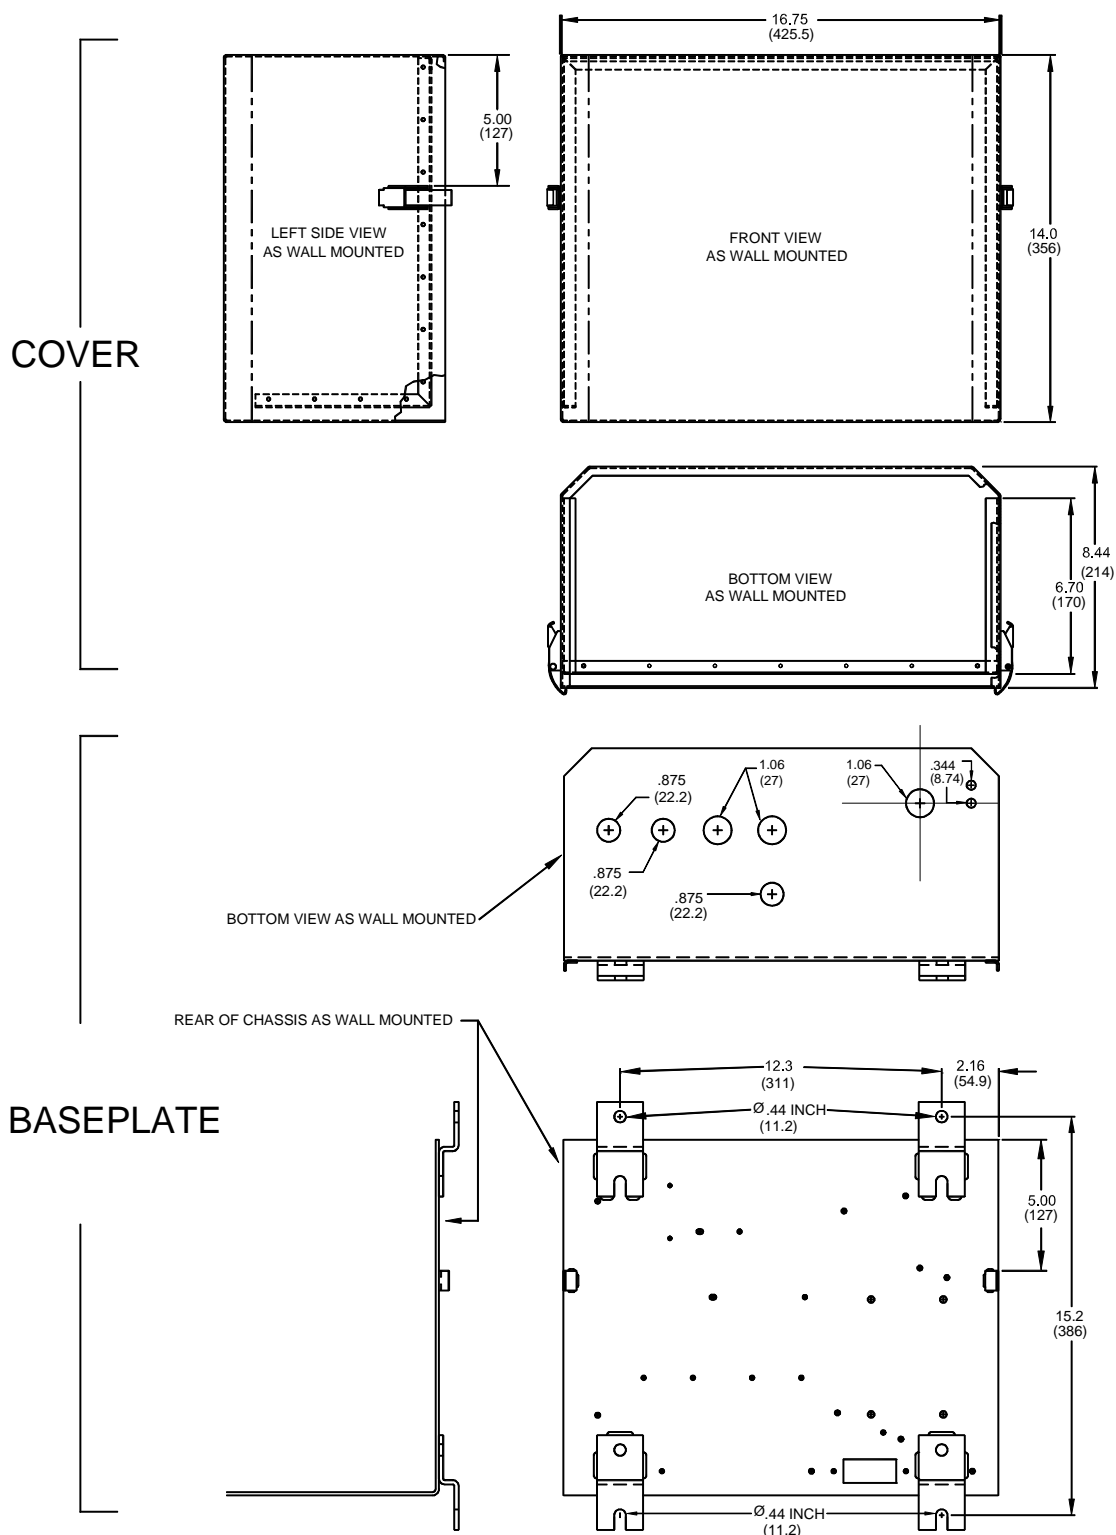 16.75
(425.5)
5.00
(127)
LEFT SIDE VIEW
AS WALL MOUNTED
FRONT VIEW
AS WALL MOUNTED
14.0
(356)
COVER
BOTTOM VIEW
AS WALL MOUNTED
8.44
(214)
6.70
(170)
.875
(22.2)
1.06
(27)
1.06
(27)
.344
(8.74)
.875
(22.2)
.875
(22.2)
BOTTOM VIEW AS WALL MOUNTED
REAR OF CHASSIS AS WALL MOUNTED
12.3
(311)
2.16
(54.9)
BASEPLATE
Ø.44 INCH
(11.2)
5.00
(127)
15.2
(386)
Ø.44 INCH
(11.2)